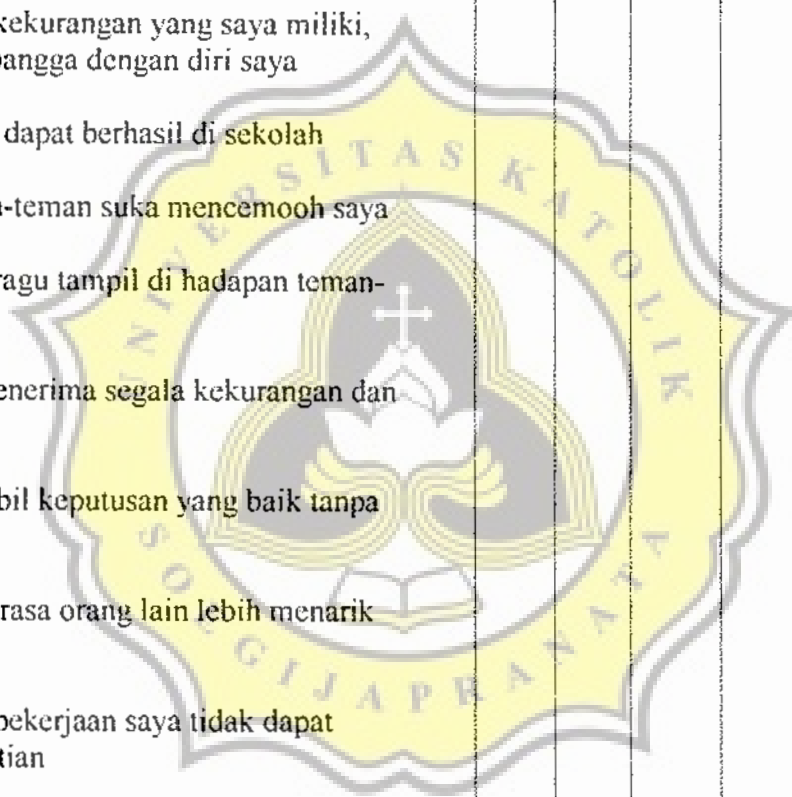 kekurangan yang saya miliki,
bangga dengan diri saya
dapat berhasil di sekolah
-teman suka mencemooh saya
ragu tampil di hadapan teman-
enerima segala kekurangan dan
bil keputusan yang baik tanpa
rasa orang lain lebih menarik
pekerjaan saya tidak dapat
tian
UNIVERSITAS KATOLIK
SOEGIJAPRANATA